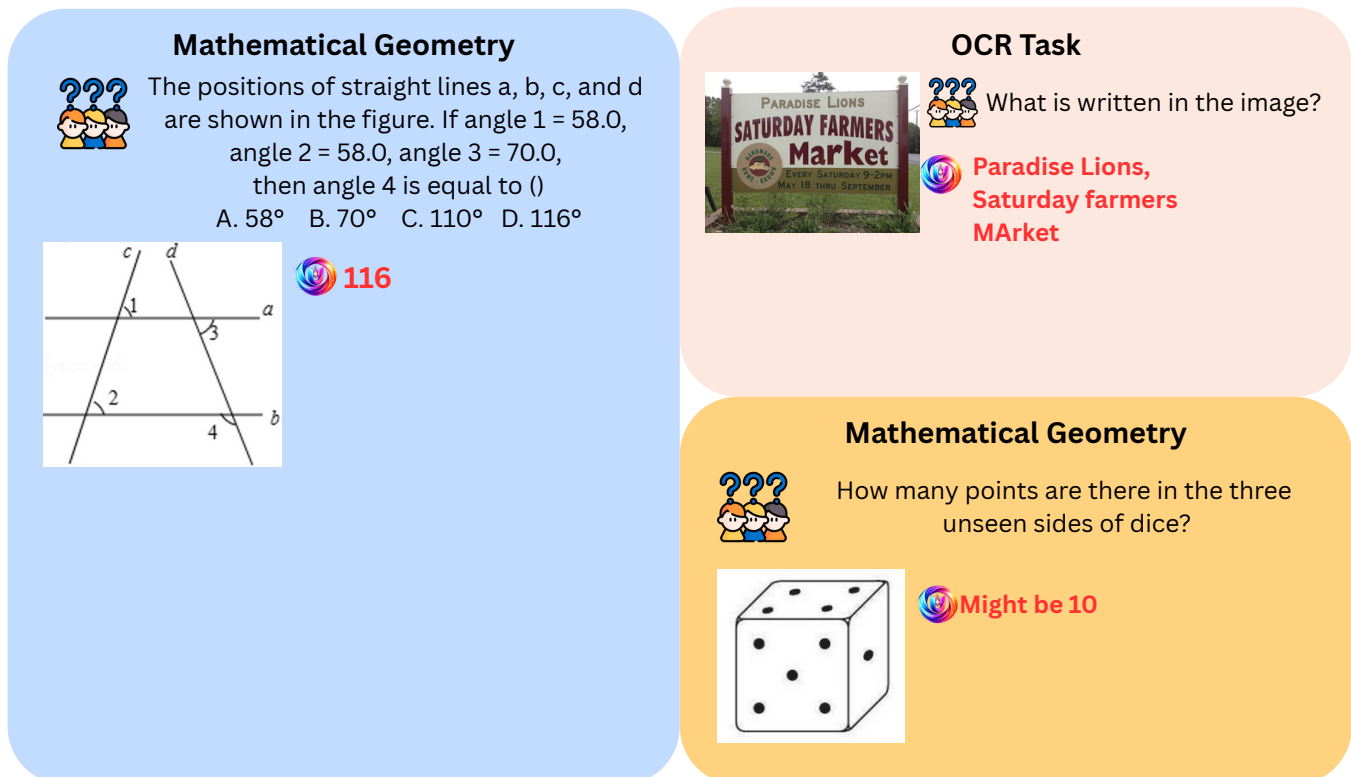 Mathematical Geometry
???
The positions of straight lines a, b, c, and d
are shown in the figure. If angle 1 = 58.0,
angle 2 = 58.0, angle 3 = 70.0,
then angle 4 is equal to ()
A. 58° B. 70° C. 110° D. 116°
c d
1
a
3
2
b
4
116
OCR Task
PARADISE LIONS
SATURDAY FARMERS
Market
HANDMADE
HOME-GROWN
EVERY SATURDAY 9-2PM
MAY 18 THRU SEPTEMBER
???
What is written in the image?
Paradise Lions,
Saturday farmers
MArket
Mathematical Geometry
???
How many points are there in the three
unseen sides of dice?
Might be 10